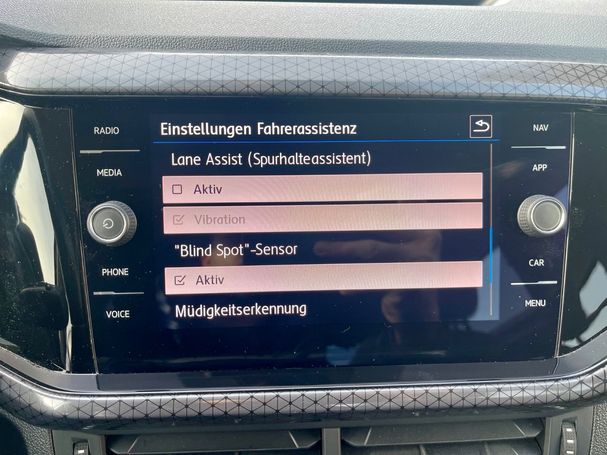 RADIO
MEDIA
PHONE
VOICE
Einstellungen Fahrerassistenz
Lane Assist (Spurhalteassistent)
Aktiv
Vibration
"Blind Spot"-Sensor
Aktiv
Müdigkeitserkennung
NAV
APP
CAR
MENU